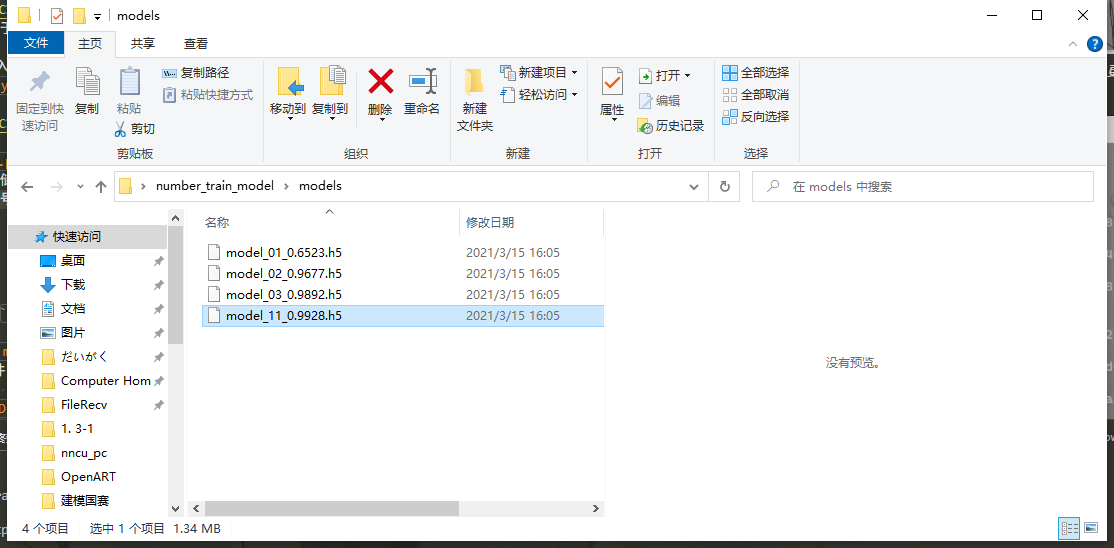 models
文件 主页 共享 查看
固定到快速访问
复制
粘贴
复制路径
粘贴快捷方式
剪切
剪贴板
移动到 复制到
删除 重命名
组织
新建文件夹
新建项目
轻松访问
新建
属性
打开
编辑
历史记录
打开
全部选择
全部取消
反向选择
选择
number_train_model models
在 models 中搜索
快速访问
桌面
下载
文档
图片
だいがく
Computer Hom
FileRecv
1. 3-1
nncu_pc
OpenART
建模国赛
名称 修改日期
model_01_0.6523.h5 2021/3/15 16:05
model_02_0.9677.h5 2021/3/15 16:05
model_03_0.9892.h5 2021/3/15 16:05
model_11_0.9928.h5 2021/3/15 16:05
没有预览。
4 个项目 选中 1 个项目 1.34 MB